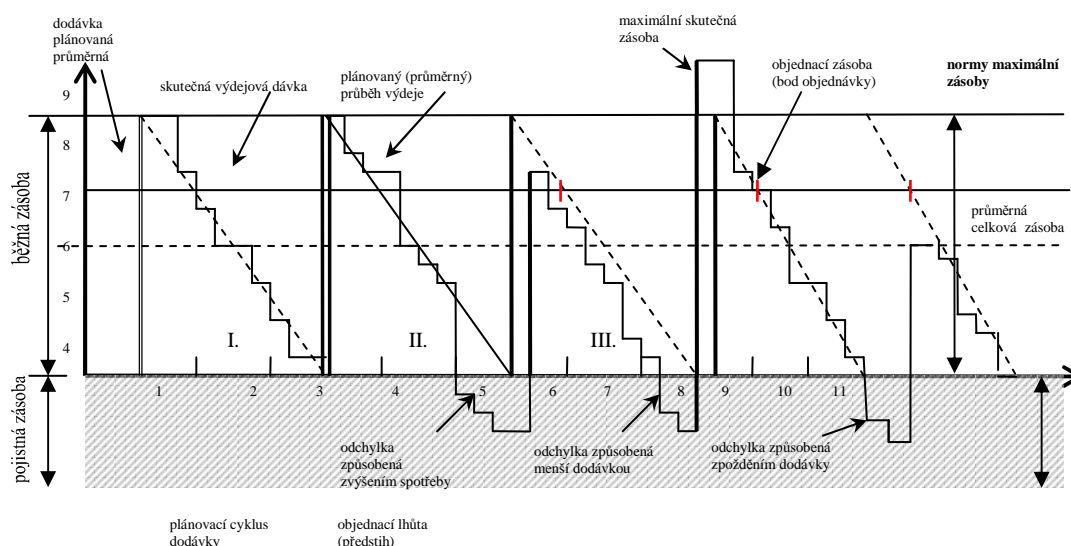 dodávka
plánovaná
průměrná
skutečná výdejová dávka
plánovaný (průměrný)
průběh výdeje
maximální skutečná
zásoba
objednací zásoba
(bod objednávky)
normy maximální
zásoby
9
8
7
6
5
4
běžná zásoba
průměrná
celková zásoba
I.
II.
III.
1
2
3
4
5
6
7
8
9
10
11
pojistná zásoba
odchylka
způsobená
zvýšením spotřeby
odchylka způsobená
menší dodávkou
odchylka způsobená
zpožděním dodávky
plánovací cyklus
dodávky
objednací lhůta
(předstih)